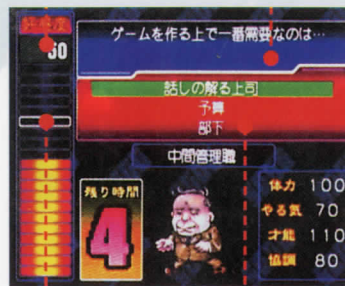 50
ゲームを作る上で一番需要なのは…
話しの解る上司
予算
部下
中間管理職
残り時間
4
体力 100
やる気 70
才能 110
協調 80